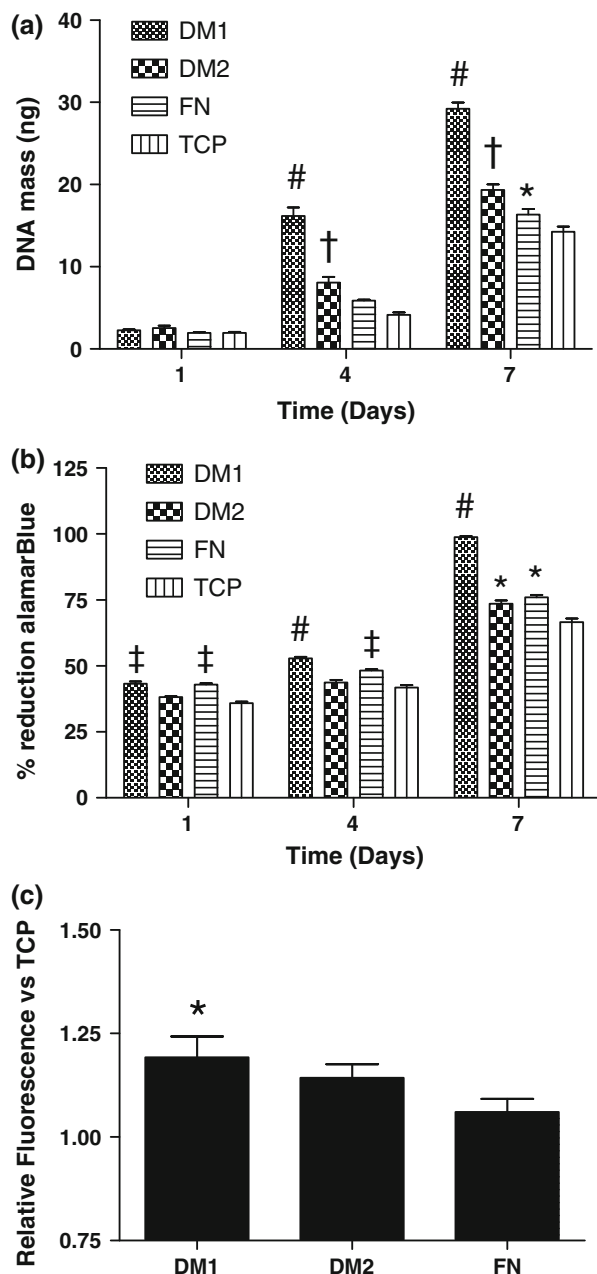 (a)
DNA mass (ng)
40
30
20
10
0
DM1
DM2
FN
TCP
#
†
#
†
*
1 4 7
Time (Days)
(b)
% reduction alamarBlue
125
100
75
50
25
0
DM1
DM2
FN
TCP
‡ ‡
# ‡
# * *
1 4 7
Time (Days)
(c)
Relative Fluorescence vs TCP
1.50
1.25
1.00
0.75
*
DM1 DM2 FN